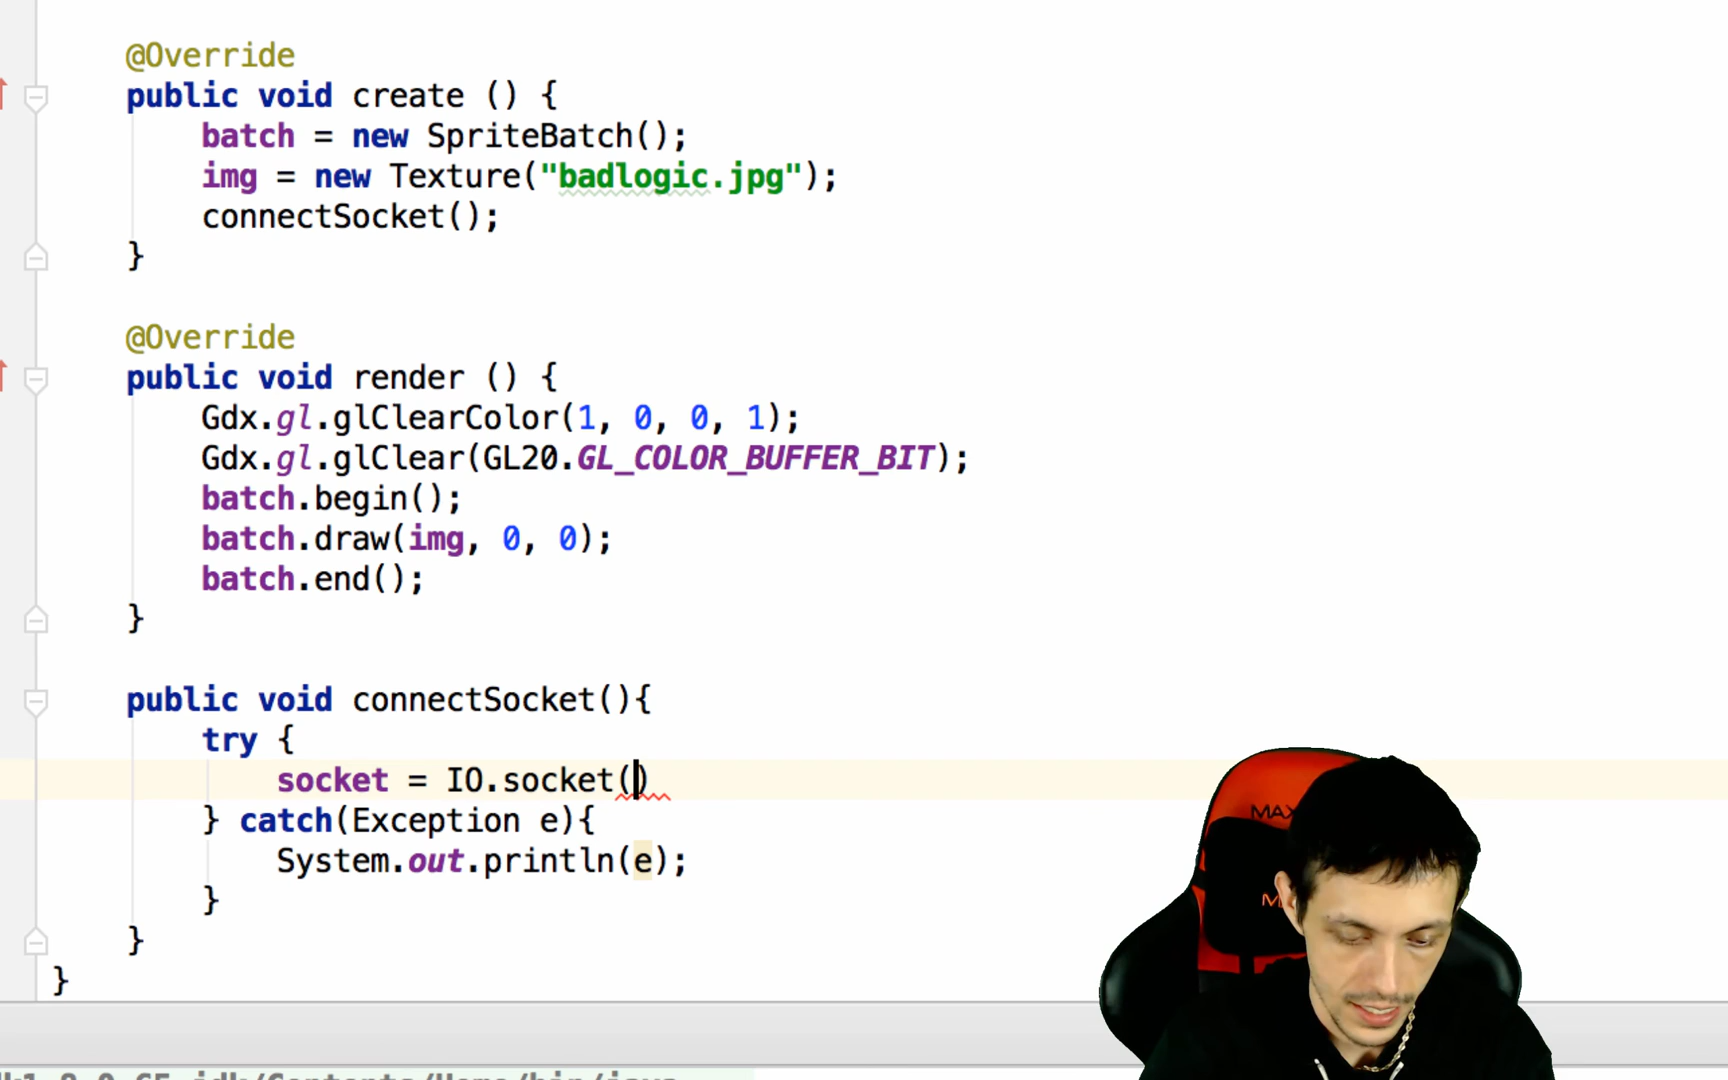 @Override
public void create () {
batch = new SpriteBatch();
img = new Texture("badlogic.jpg");
connectSocket();
}
@Override
public void render () {
Gdx.gl.glClearColor(1, 0, 0, 1);
Gdx.gl.glClear(GL20.GL_COLOR_BUFFER_BIT);
batch.begin();
batch.draw(img, 0, 0);
batch.end();
}
public void connectSocket(){
try {
socket = IO.socket()
} catch(Exception e){
System.out.println(e);
}
}
}
MAX